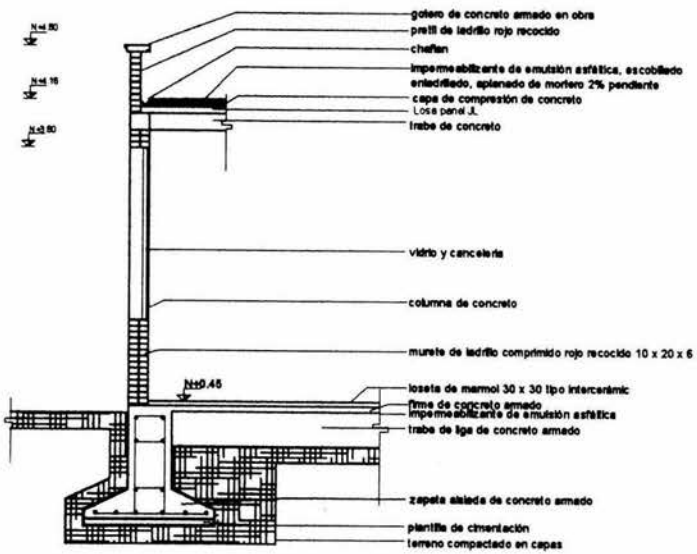 gotero de concreto armado en obra
N+4.80
pretil de ladrillo rojo recocido
chaflan
impermeabilizante de emulsión asfáltica, escobillado
enladrillado, aplanado de mortero 2% pendiente
N+4.15
capa de compresión de concreto
Losa panel JL
trabe de concreto
N+3.80
vidrio y canceleria
columna de concreto
murete de ladrillo comprimido rojo recocido 10 x 20 x 6
N+0.45
loseta de marmol 30 x 30 tipo interceramic
firme de concreto armado
impermeabilizante de emulsión asfáltica
trabe de liga de concreto armado
zapata aislada de concreto armado
plantilla de cimentación
terreno compactado en capas